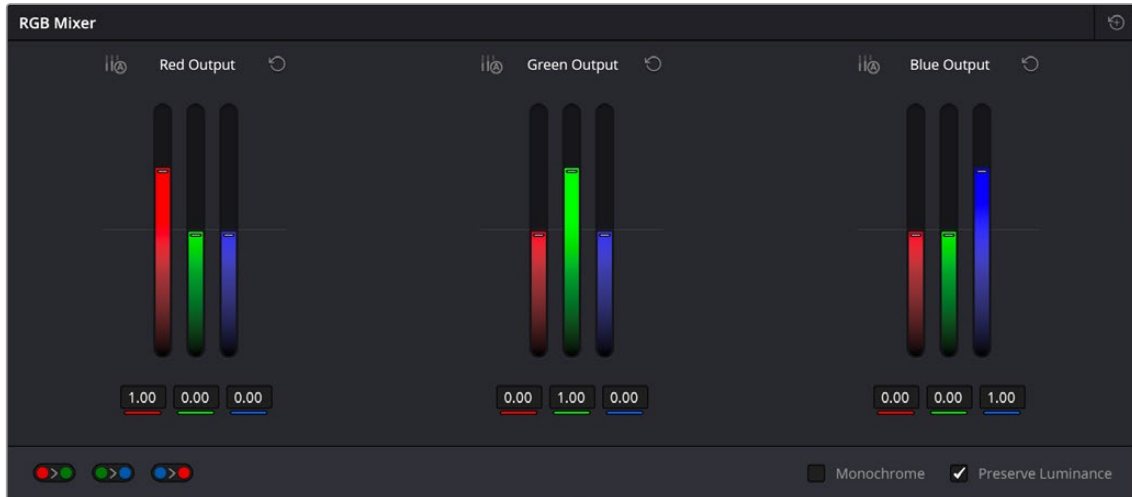 RGB Mixer
Red Output
Green Output
Blue Output
1.00 0.00 0.00
0.00 1.00 0.00
0.00 0.00 1.00
Monochrome
Preserve Luminance